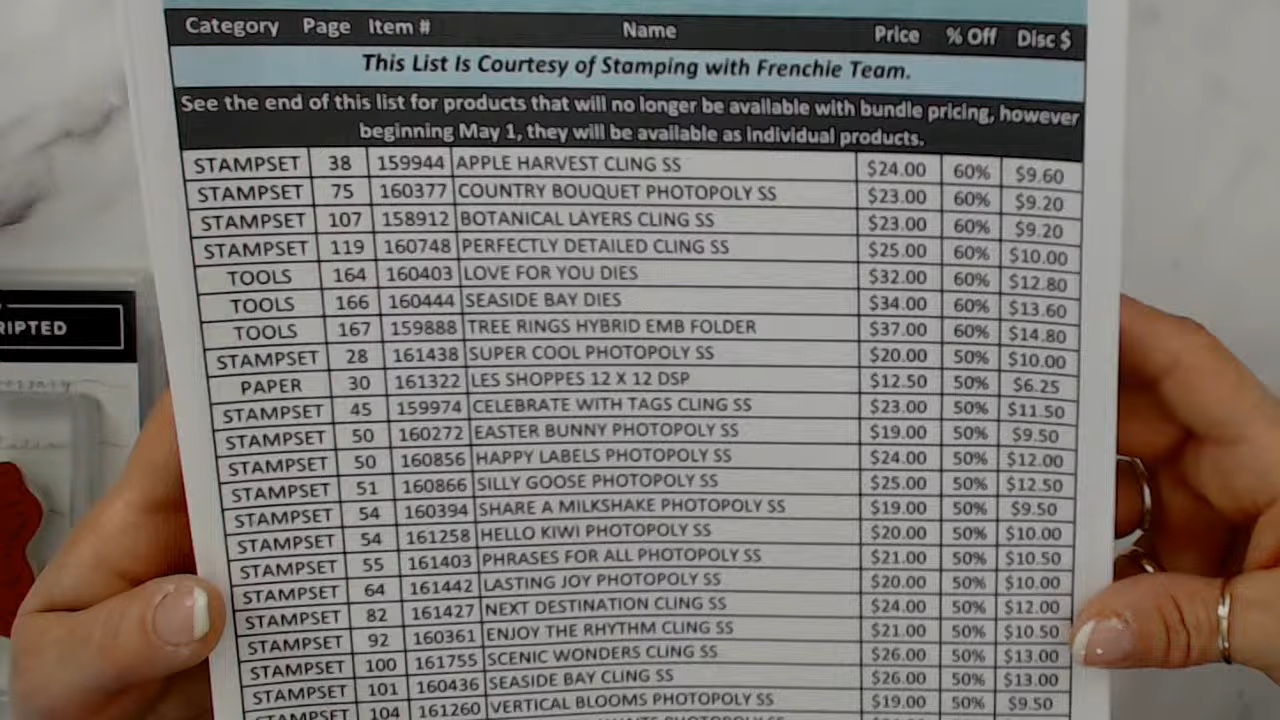 Category Page Item # Name Price % Off Disc $
This List Is Courtesy of Stamping with Frenchie Team.
See the end of this list for products that will no longer be available with bundle pricing, however
beginning May 1, they will be available as individual products.
STAMPSET 38 159944 APPLE HARVEST CLING SS $24.00 60% $9.60
STAMPSET 75 160377 COUNTRY BOUQUET PHOTOPOLY SS $23.00 60% $9.20
STAMPSET 107 158912 BOTANICAL LAYERS CLING SS $23.00 60% $9.20
STAMPSET 119 160748 PERFECTLY DETAILED CLING SS $25.00 60% $10.00
TOOLS 164 160403 LOVE FOR YOU DIES $32.00 60% $12.80
TOOLS 166 160444 SEASIDE BAY DIES $34.00 60% $13.60
TOOLS 167 159888 TREE RINGS HYBRID EMB FOLDER $37.00 60% $14.80
STAMPSET 28 161438 SUPER COOL PHOTOPOLY SS $20.00 50% $10.00
PAPER 30 161322 LES SHOPPES 12 X 12 DSP $12.50 50% $6.25
STAMPSET 45 159974 CELEBRATE WITH TAGS CLING SS $23.00 50% $11.50
STAMPSET 50 160272 EASTER BUNNY PHOTOPOLY SS $19.00 50% $9.50
STAMPSET 50 160856 HAPPY LABELS PHOTOPOLY SS $24.00 50% $12.00
STAMPSET 51 160866 SILLY GOOSE PHOTOPOLY SS $25.00 50% $12.50
STAMPSET 54 160394 SHARE A MILKSHAKE PHOTOPOLY SS $19.00 50% $9.50
STAMPSET 54 161258 HELLO KIWI PHOTOPOLY SS $20.00 50% $10.00
STAMPSET 55 161403 PHRASES FOR ALL PHOTOPOLY SS $21.00 50% $10.50
STAMPSET 64 161442 LASTING JOY PHOTOPOLY SS $20.00 50% $10.00
STAMPSET 82 161427 NEXT DESTINATION CLING SS $24.00 50% $12.00
STAMPSET 92 160361 ENJOY THE RHYTHM CLING SS $21.00 50% $10.50
STAMPSET 100 161755 SCENIC WONDERS CLING SS $26.00 50% $13.00
STAMPSET 101 160436 SEASIDE BAY CLING SS $26.00 50% $13.00
STAMPSET 104 161260 VERTICAL BLOOMS PHOTOPOLY SS $19.00 50% $9.50
RIPTED